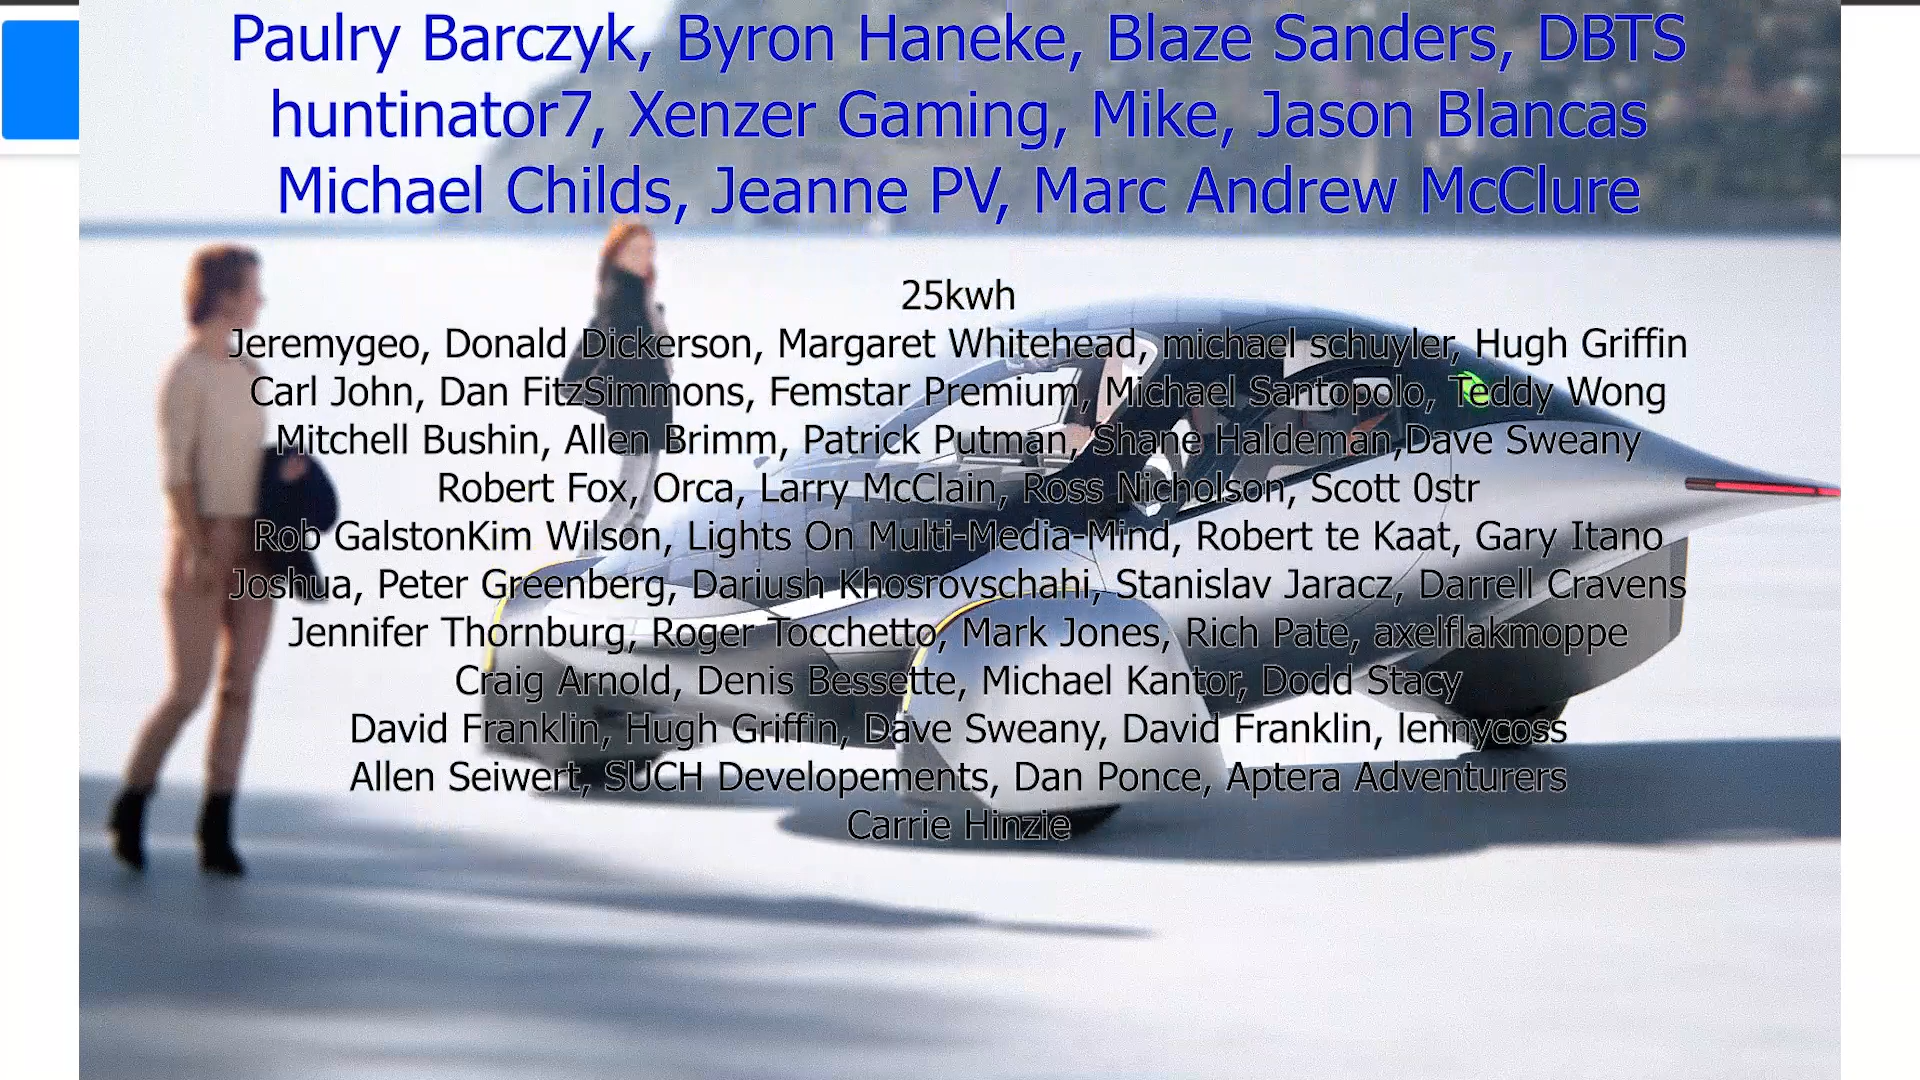 Paulry Barczyk, Byron Haneke, Blaze Sanders, DBTS
huntinator7, Xenzer Gaming, Mike, Jason Blancas
Michael Childs, Jeanne PV, Marc Andrew McClure
25kwh
Jeremygeo, Donald Dickerson, Margaret Whitehead, michael schuyler, Hugh Griffin
Carl John, Dan FitzSimmons, Femstar Premium, Michael Santopolo, Teddy Wong
Mitchell Bushin, Allen Brimm, Patrick Putman, Shane Haldeman,Dave Sweany
Robert Fox, Orca, Larry McClain, Ross Nicholson, Scott 0str
Rob GalstonKim Wilson, Lights On Multi-Media-Mind, Robert te Kaat, Gary Itano
Joshua, Peter Greenberg, Dariush Khosrovschahi, Stanislav Jaracz, Darrell Cravens
Jennifer Thornburg, Roger Tocchetto, Mark Jones, Rich Pate, axelflakmoppe
Craig Arnold, Denis Bessette, Michael Kantor, Dodd Stacy
David Franklin, Hugh Griffin, Dave Sweany, David Franklin, lennycoss
Allen Seiwert, SUCH Developements, Dan Ponce, Aptera Adventurers
Carrie Hinzie